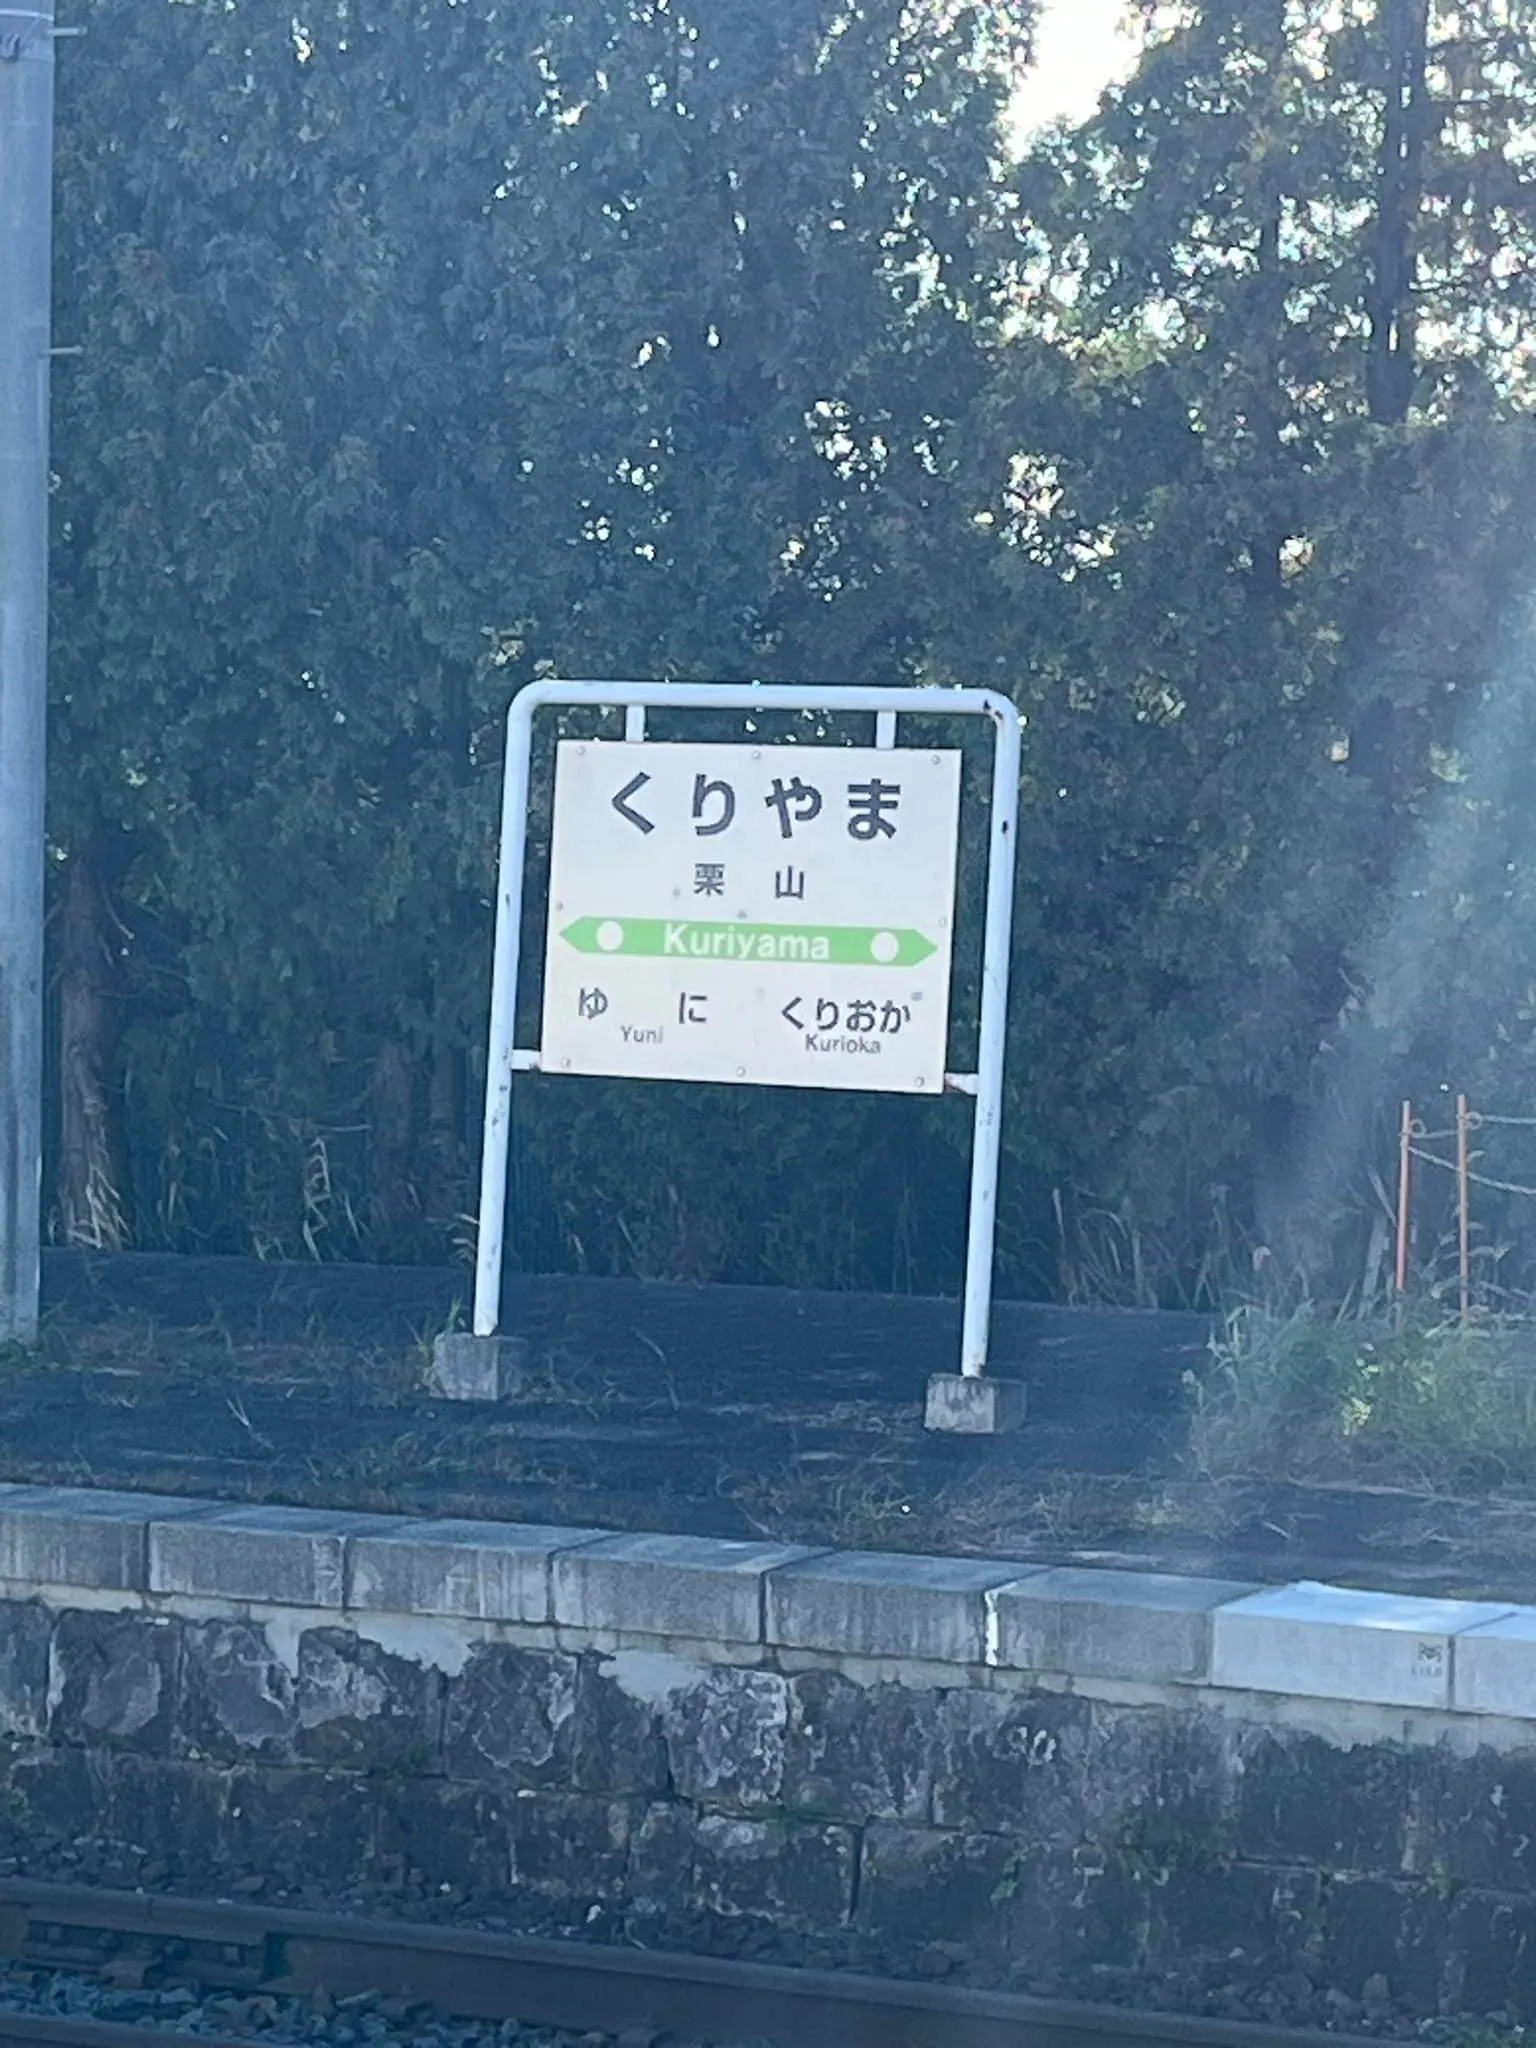 くりやま
栗山
Kuriyama
ゆに くりおか
Yuni Kurioka